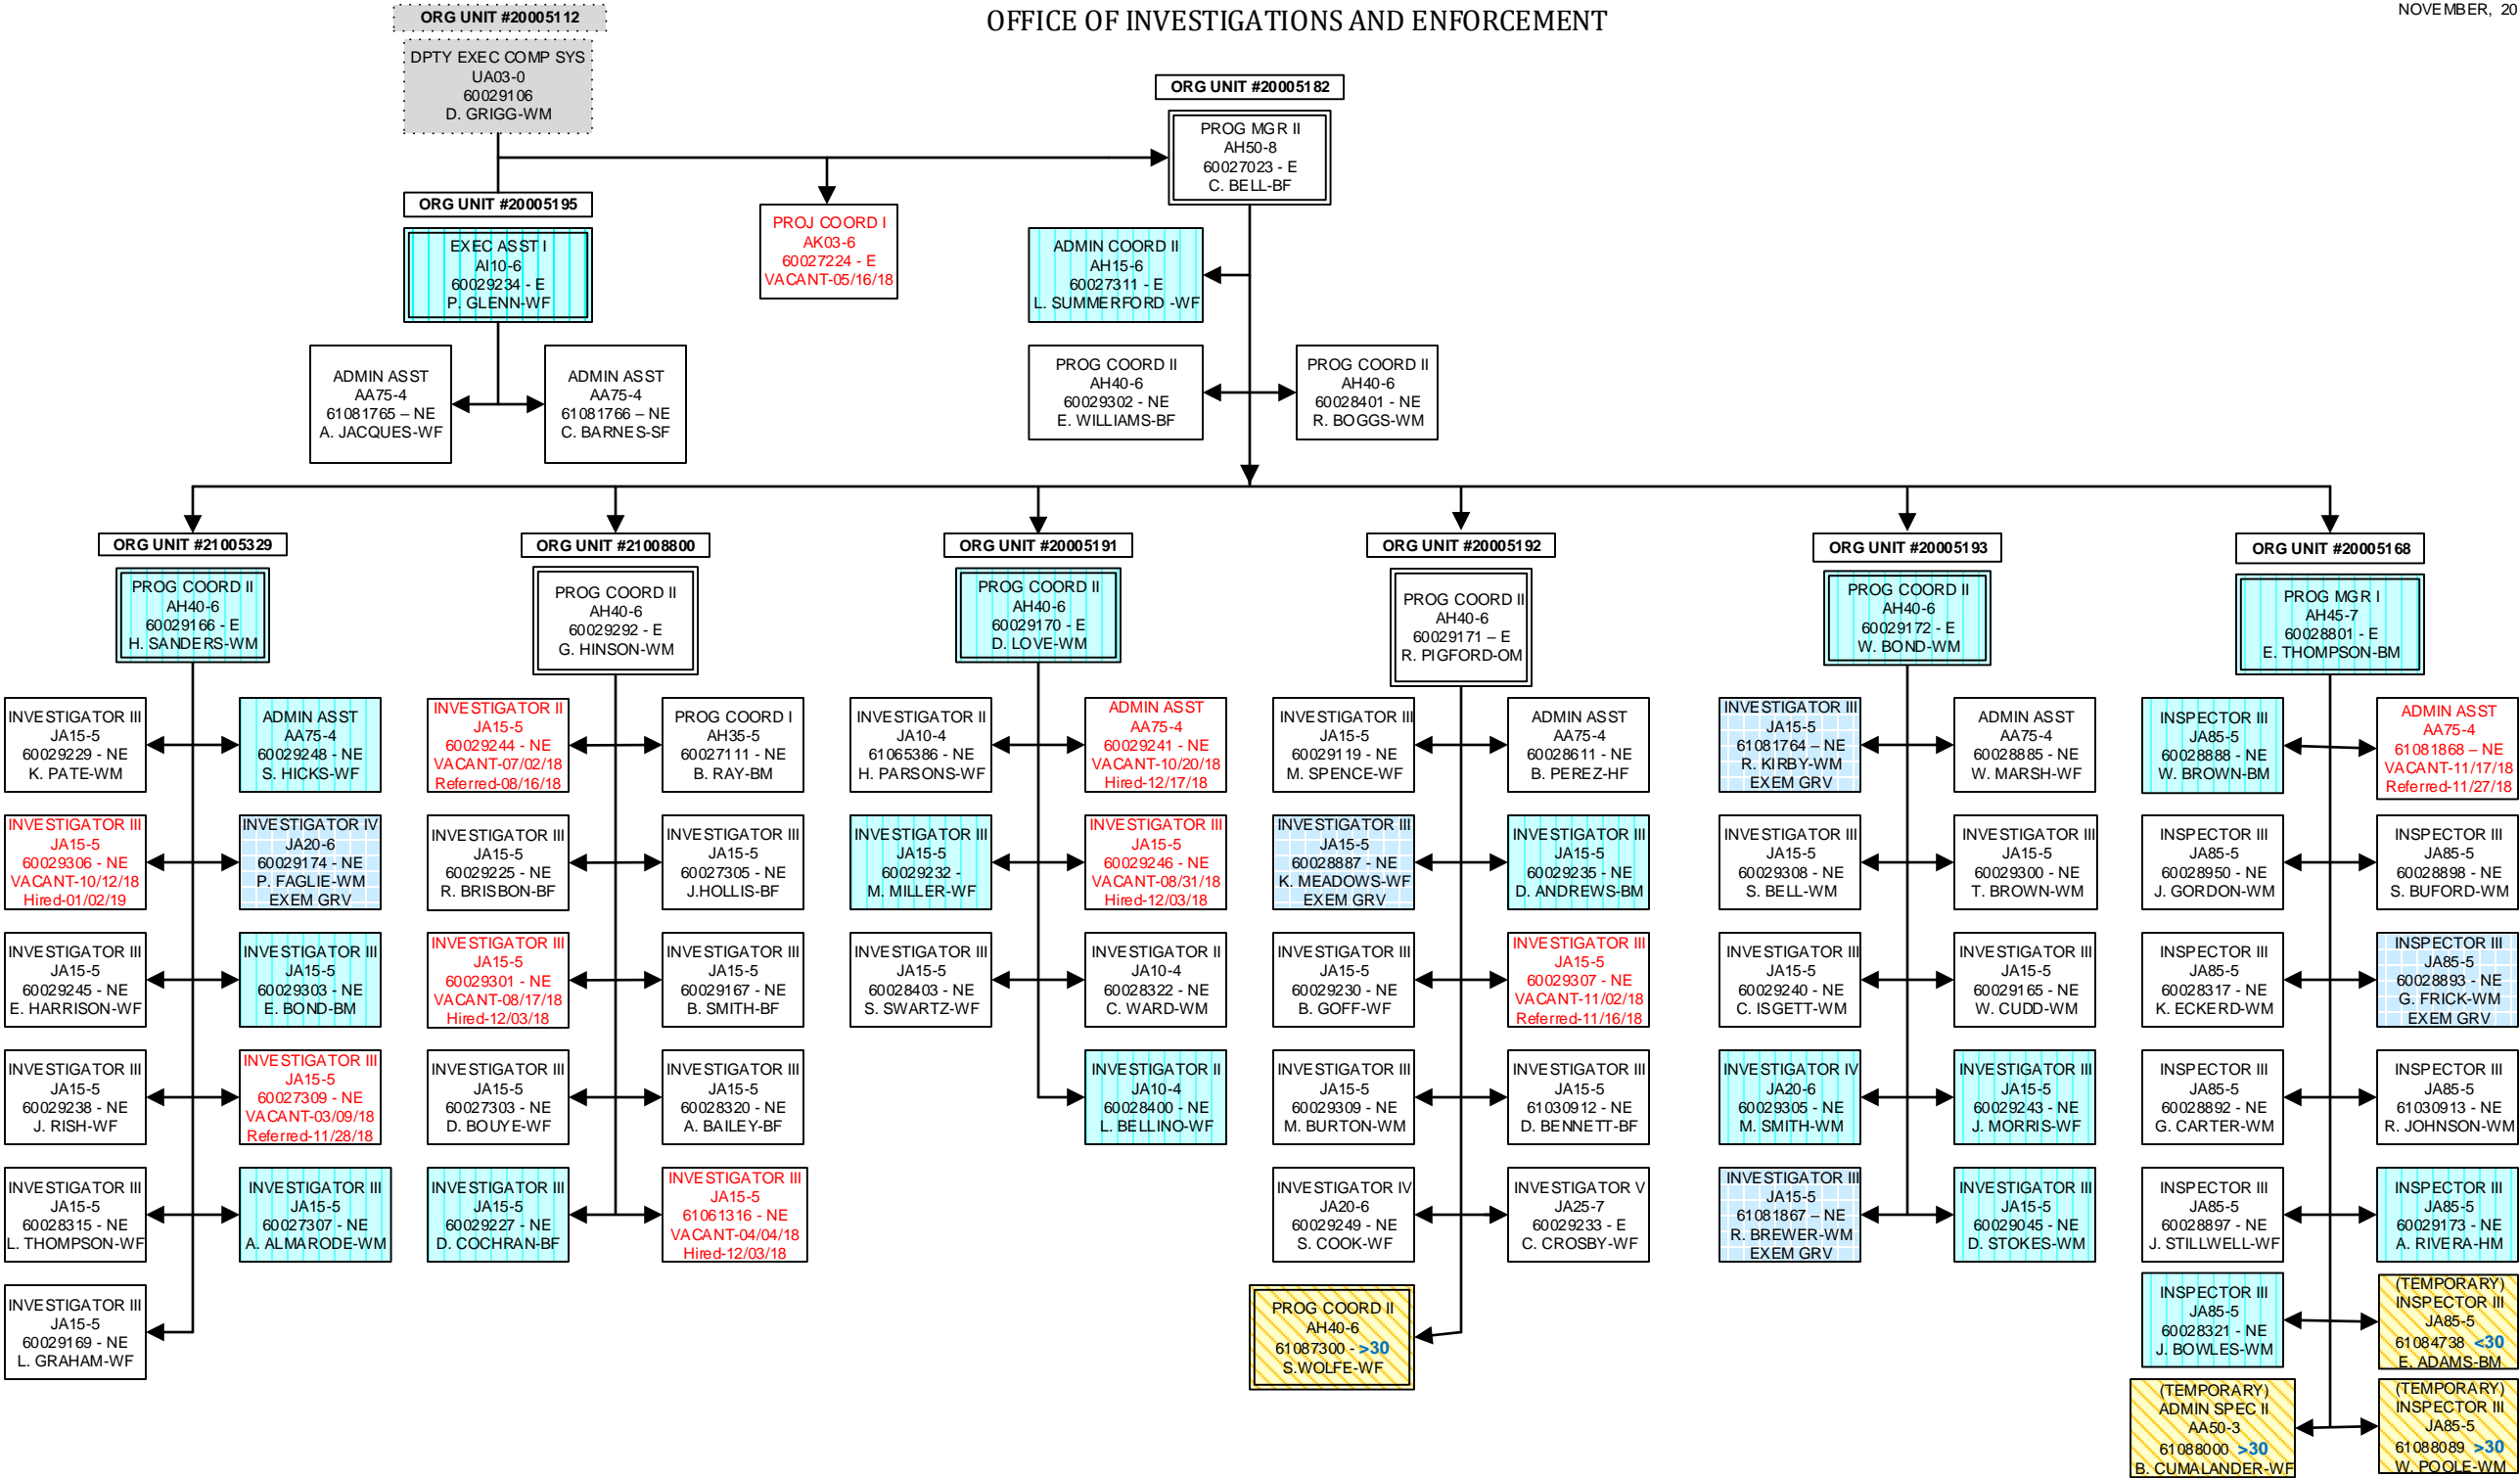 OFFICE OF INVESTIGATIONS AND ENFORCEMENT
NOVEMBER, 20
ORG UNIT #20005112
DPTY EXEC COMP SYS
UA03-0
60029106
D. GRIGG-WM
ORG UNIT #20005182
PROG MGR II
AH50-8
60027023 - E
C. BELL-BF
ORG UNIT #20005195
EXEC ASST I
AI10-6
60029234 - E
P. GLENN-WF
PROJ COORD I
AK03-6
60027224 - E
VACANT-05/16/18
ADMIN COORD II
AH15-6
60027311 - E
L. SUMMERFORD -WF
ADMIN ASST
AA75-4
61081765 – NE
A. JACQUES-WF
ADMIN ASST
AA75-4
61081766 – NE
C. BARNES-SF
PROG COORD II
AH40-6
60029302 - NE
E. WILLIAMS-BF
PROG COORD II
AH40-6
60028401 - NE
R. BOGGS-WM
ORG UNIT #21005329
PROG COORD II
AH40-6
60029166 - E
H. SANDERS-WM
INVESTIGATOR III
JA15-5
60029229 - NE
K. PATE-WM
ADMIN ASST
AA75-4
60029248 - NE
S. HICKS-WF
INVESTIGATOR III
JA15-5
60029306 - NE
VACANT-10/12/18
Hired-01/02/19
INVESTIGATOR IV
JA20-6
60029174 - NE
P. FAGLIE-WM
EXEM GRV
INVESTIGATOR III
JA15-5
60029245 - NE
E. HARRISON-WF
INVESTIGATOR III
JA15-5
60029303 - NE
E. BOND-BM
INVESTIGATOR III
JA15-5
60029238 - NE
J. RISH-WF
INVESTIGATOR III
JA15-5
60027309 - NE
VACANT-03/09/18
Referred-11/28/18
INVESTIGATOR III
JA15-5
60028315 - NE
L. THOMPSON-WF
INVESTIGATOR III
JA15-5
60027307 - NE
A. ALMARODE-WM
INVESTIGATOR III
JA15-5
60029169 - NE
L. GRAHAM-WF
ORG UNIT #21008800
PROG COORD II
AH40-6
60029292 - E
G. HINSON-WM
INVESTIGATOR II
JA15-5
60029244 - NE
VACANT-07/02/18
Referred-08/16/18
PROG COORD I
AH35-5
60027111 - NE
B. RAY-BM
INVESTIGATOR III
JA15-5
60029225 - NE
R. BRISBON-BF
INVESTIGATOR III
JA15-5
60027305 - NE
J.HOLLIS-BF
INVESTIGATOR III
JA15-5
60029301 - NE
VACANT-08/17/18
Hired-12/03/18
INVESTIGATOR III
JA15-5
60029167 - NE
B. SMITH-BF
INVESTIGATOR III
JA15-5
60027303 - NE
D. BOUYE-WF
INVESTIGATOR III
JA15-5
60028320 - NE
A. BAILEY-BF
INVESTIGATOR III
JA15-5
60029227 - NE
D. COCHRAN-BF
INVESTIGATOR III
JA15-5
61061316 - NE
VACANT-04/04/18
Hired-12/03/18
ORG UNIT #20005191
PROG COORD II
AH40-6
60029170 - E
D. LOVE-WM
INVESTIGATOR II
JA10-4
61065386 - NE
H. PARSONS-WF
ADMIN ASST
AA75-4
60029241 - NE
VACANT-10/20/18
Hired-12/17/18
INVESTIGATOR III
JA15-5
60029232 -
M. MILLER-WF
INVESTIGATOR III
JA15-5
60029246 - NE
VACANT-08/31/18
Hired-12/03/18
INVESTIGATOR III
JA15-5
60028403 - NE
S. SWARTZ-WF
INVESTIGATOR II
JA10-4
60028322 - NE
C. WARD-WM
INVESTIGATOR II
JA10-4
60028400 - NE
L. BELLINO-WF
ORG UNIT #20005192
PROG COORD II
AH40-6
60029171 – E
R. PIGFORD-OM
INVESTIGATOR III
JA15-5
60029119 - NE
M. SPENCE-WF
ADMIN ASST
AA75-4
60028611 - NE
B. PEREZ-HF
INVESTIGATOR III
JA15-5
60028887 - NE
K. MEADOWS-WF
EXEM GRV
INVESTIGATOR III
JA15-5
60029235 - NE
D. ANDREWS-BM
INVESTIGATOR III
JA15-5
60029230 - NE
B. GOFF-WF
INVESTIGATOR III
JA15-5
60029307 - NE
VACANT-11/02/18
Referred-11/16/18
INVESTIGATOR III
JA15-5
60029309 - NE
M. BURTON-WM
INVESTIGATOR III
JA15-5
61030912 - NE
D. BENNETT-BF
INVESTIGATOR IV
JA20-6
60029249 - NE
S. COOK-WF
INVESTIGATOR V
JA25-7
60029233 - E
C. CROSBY-WF
PROG COORD II
AH40-6
61087300 - >30
S.WOLFE-WF
ORG UNIT #20005193
PROG COORD II
AH40-6
60029172 - E
W. BOND-WM
INVESTIGATOR III
JA15-5
61081764 – NE
R. KIRBY-WM
EXEM GRV
ADMIN ASST
AA75-4
60028885 - NE
W. MARSH-WF
INVESTIGATOR III
JA15-5
60029308 - NE
S. BELL-WM
INVESTIGATOR III
JA15-5
60029300 - NE
T. BROWN-WM
INVESTIGATOR III
JA15-5
60029240 - NE
C. ISGETT-WM
INVESTIGATOR III
JA15-5
60029165 - NE
W. CUDD-WM
INVESTIGATOR IV
JA20-6
60029305 - NE
M. SMITH-WM
INVESTIGATOR III
JA15-5
60029243 - NE
J. MORRIS-WF
INVESTIGATOR III
JA15-5
61081867 – NE
R. BREWER-WM
EXEM GRV
INVESTIGATOR III
JA15-5
60029045 - NE
D. STOKES-WM
ORG UNIT #20005168
PROG MGR I
AH45-7
60028801 - E
E. THOMPSON-BM
INSPECTOR III
JA85-5
60028888 - NE
W. BROWN-BM
ADMIN ASST
AA75-4
61081868 – NE
VACANT-11/17/18
Referred-11/27/18
INSPECTOR III
JA85-5
60028950 - NE
J. GORDON-WM
INSPECTOR III
JA85-5
60028898 - NE
S. BUFORD-WM
INSPECTOR III
JA85-5
60028317 - NE
K. ECKERD-WM
INSPECTOR III
JA85-5
60028893 - NE
G. FRICK-WM
EXEM GRV
INSPECTOR III
JA85-5
60028892 - NE
G. CARTER-WM
INSPECTOR III
JA85-5
61030913 - NE
R. JOHNSON-WM
INSPECTOR III
JA85-5
60028897 - NE
J. STILLWELL-WF
INSPECTOR III
JA85-5
60029173 - NE
A. RIVERA-HM
INSPECTOR III
JA85-5
60028321 - NE
J. BOWLES-WM
(TEMPORARY)
INSPECTOR III
JA85-5
61084738 <30
E. ADAMS-BM
(TEMPORARY)
ADMIN SPEC II
AA50-3
61088000 >30
B. CUMALANDER-WF
(TEMPORARY)
INSPECTOR III
JA85-5
61088089 >30
W. POOLE-WM